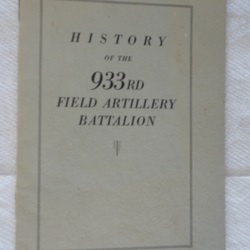 HISTORY
OF THE
933RD
FIELD ARTILLERY
BATTALION